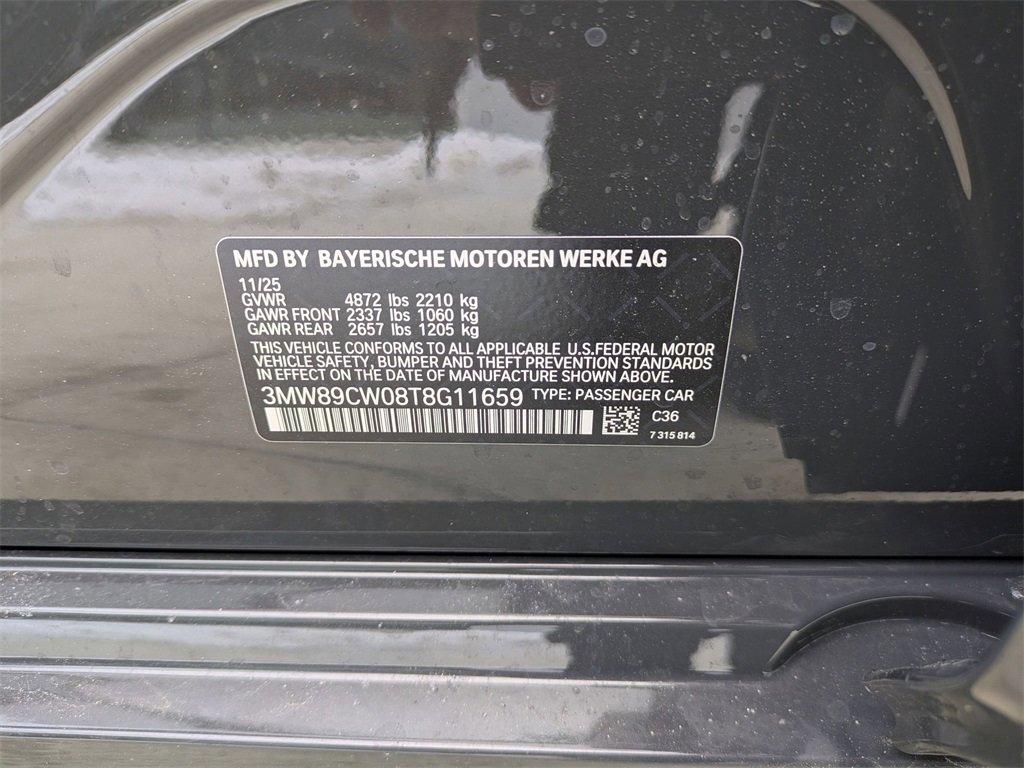 MFD BY BAYERISCHE MOTOREN WERKE AG
11/25
GVWR 4872 lbs 2210 kg
GAWR FRONT 2337 lbs 1060 kg
GAWR REAR 2657 lbs 1205 kg
THIS VEHICLE CONFORMS TO ALL APPLICABLE U.S.FEDERAL MOTOR
VEHICLE SAFETY, BUMPER AND THEFT PREVENTION STANDARDS
IN EFFECT ON THE DATE OF MANUFACTURE SHOWN ABOVE.
3MW89CW08T8G11659 TYPE: PASSENGER CAR
C36
7 315 814